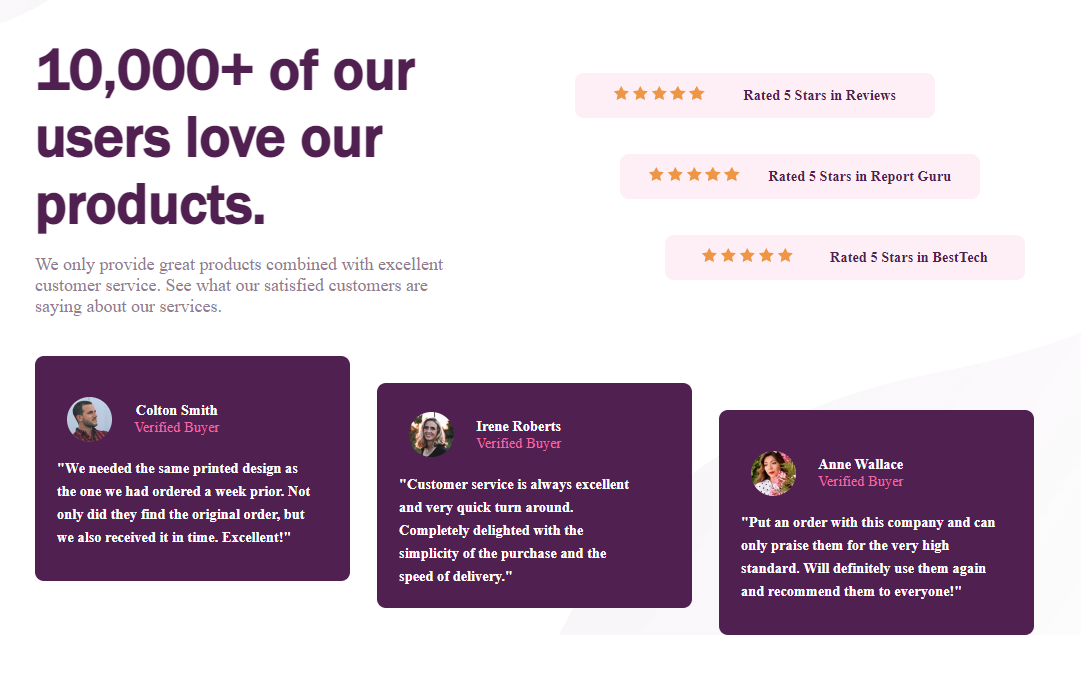 10,000+ of our
users love our
products.
We only provide great products combined with excellent
customer service. See what our satisfied customers are
saying about our services.
Rated 5 Stars in Reviews
Rated 5 Stars in Report Guru
Rated 5 Stars in BestTech
Colton Smith
Verified Buyer
"We needed the same printed design as
the one we had ordered a week prior. Not
only did they find the original order, but
we also received it in time. Excellent!"
Irene Roberts
Verified Buyer
"Customer service is always excellent
and very quick turn around.
Completely delighted with the
simplicity of the purchase and the
speed of delivery."
Anne Wallace
Verified Buyer
"Put an order with this company and can
only praise them for the very high
standard. Will definitely use them again
and recommend them to everyone!"